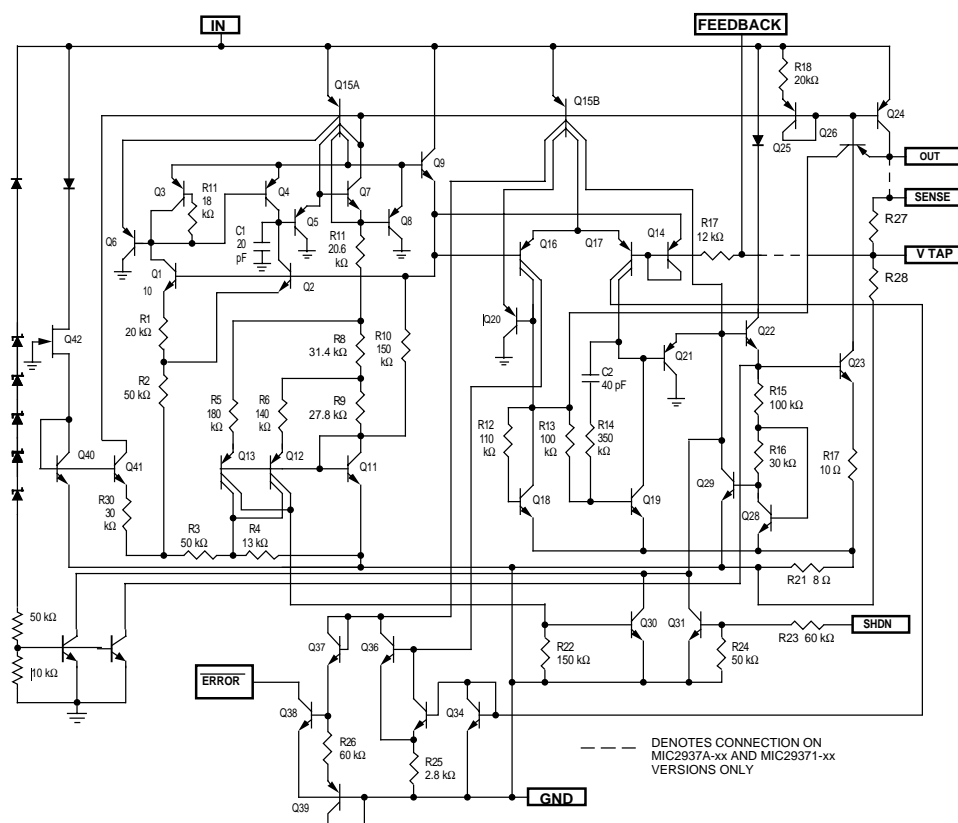 IN
FEEDBACK
R18
20kΩ
Q15A
Q15B
Q24
Q26
Q25
OUT
Q9
Q3
R11
18
kΩ
Q4
Q7
Q5
Q8
SENSE
C1
20
pF
R11
20.6
kΩ
Q6
Q16
Q17
Q14
R17
12 kΩ
R27
V TAP
R28
Q1
10
Q2
R1
20 kΩ
R10
150
kΩ
Q20
Q22
Q42
R8
31.4 kΩ
Q21
Q23
R2
50 kΩ
C2
40 pF
R15
100 kΩ
R9
27.8 kΩ
R5
180
kΩ
R6
140
kΩ
R12
110
kΩ
R13
100
kΩ
R14
350
kΩ
R16
30 kΩ
R17
10 Ω
Q40
Q41
Q13
Q12
Q11
Q29
Q18
Q19
Q28
R30
30
kΩ
R3
50 kΩ
R4
13 kΩ
R21 8 Ω
50 kΩ
10 kΩ
Q30
Q31
SHDN
R23 60 kΩ
R22
150 kΩ
R24
50 kΩ
Q37
Q36
ERROR
Q38
Q34
R26
60 kΩ
R25
2.8 kΩ
DENOTES CONNECTION ON
MIC2937A-xx AND MIC29371-xx
VERSIONS ONLY
Q39
GND